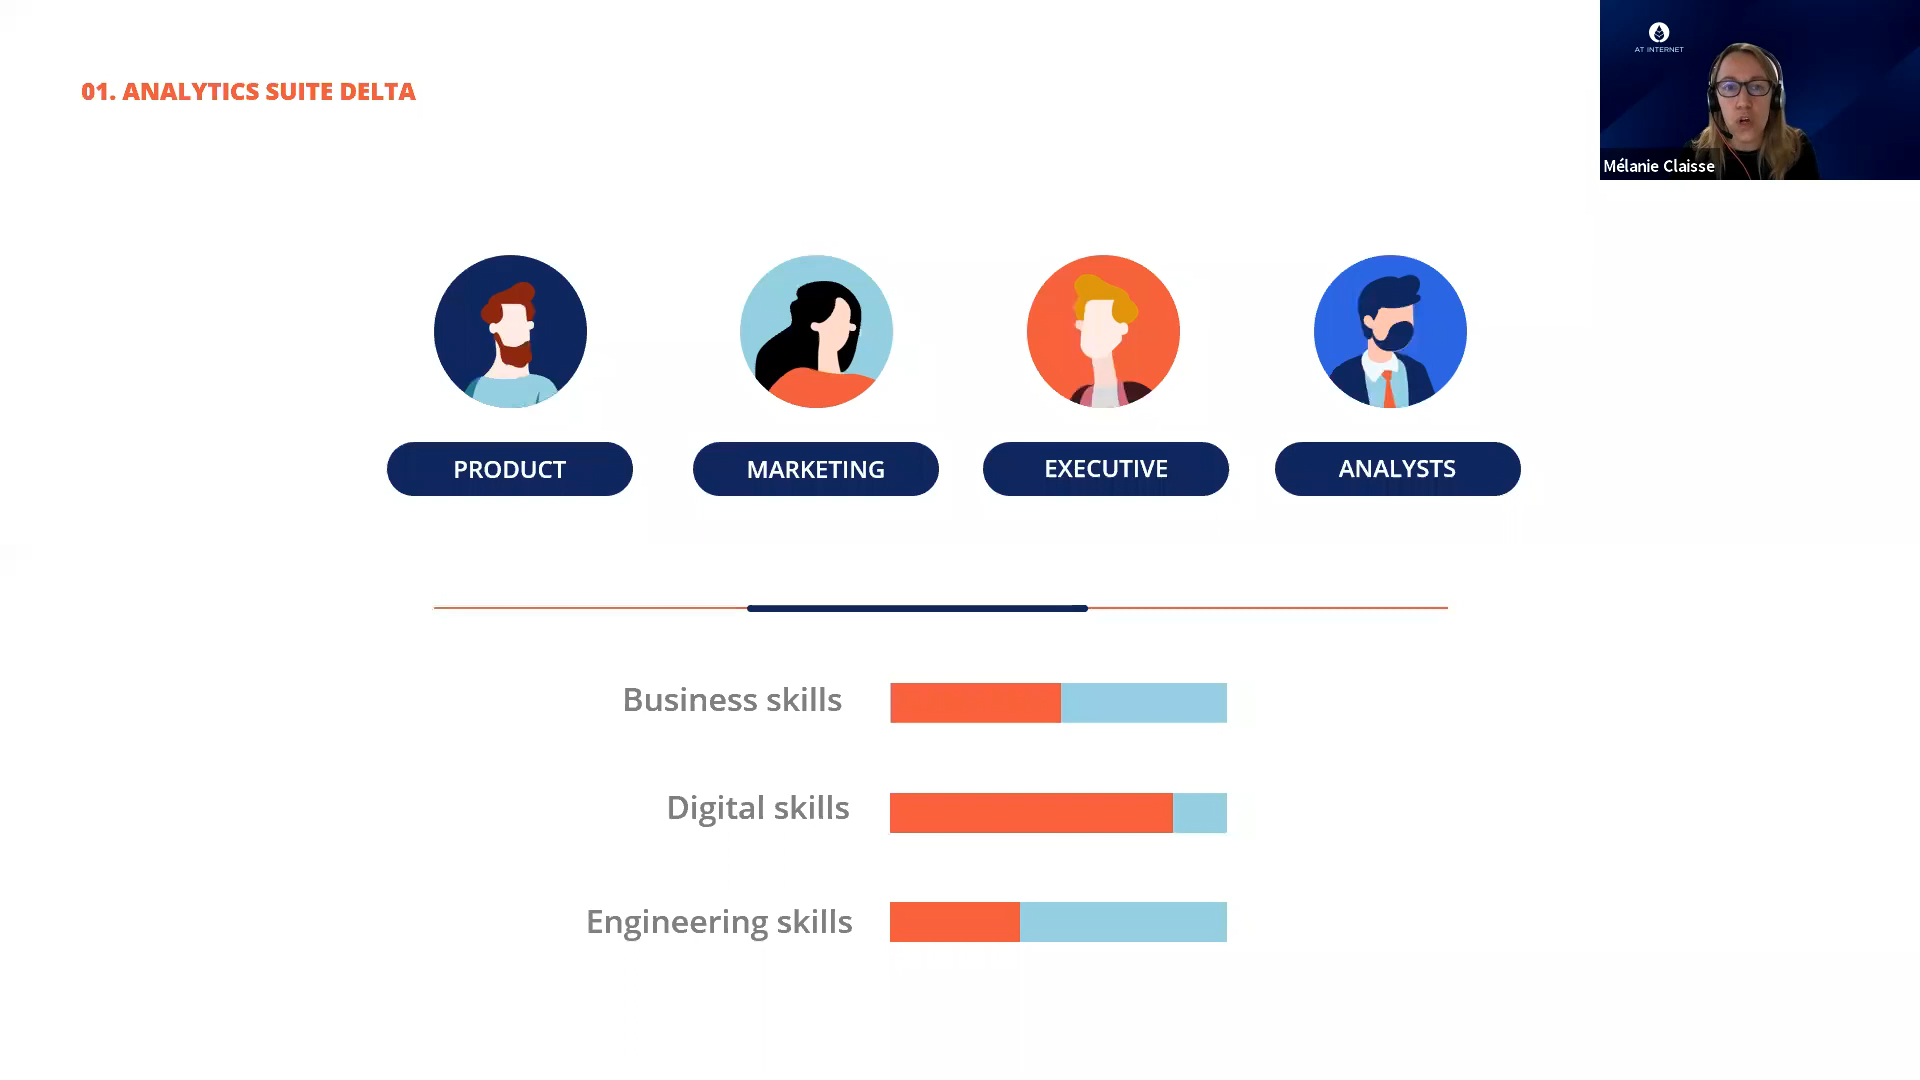 01. ANALYTICS SUITE DELTA
AT INTERNET
Mélanie Claisse
PRODUCT
MARKETING
EXECUTIVE
ANALYSTS
Business skills
Digital skills
Engineering skills